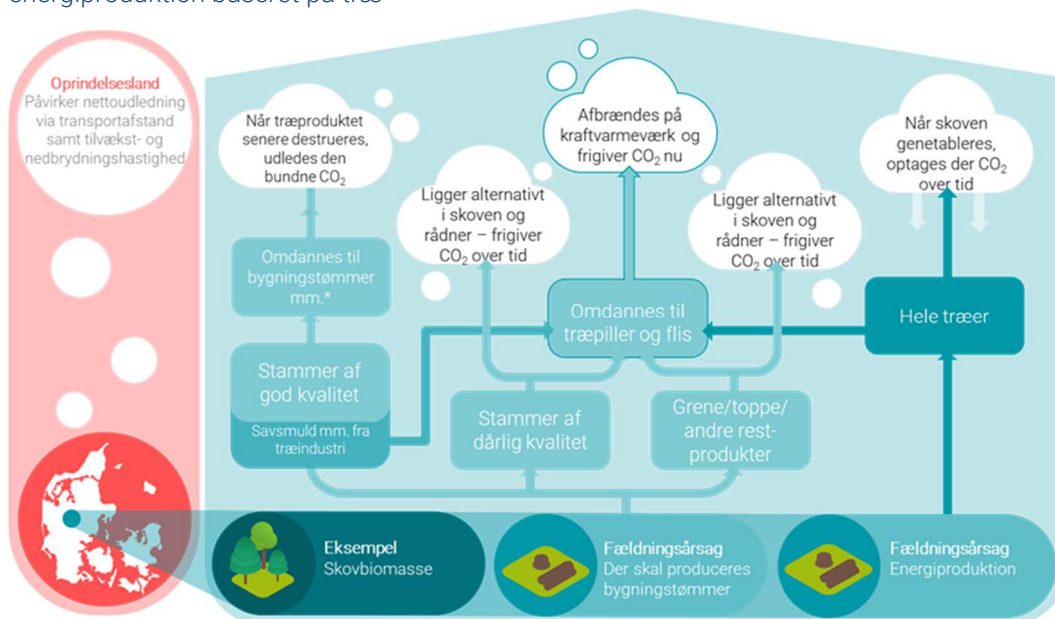 energiproduktion baseret på træ
Oprindelsesland
Påvirker nettoudledning
via transportafstand
samt tilvækst- og
nedbrydningshastighed
Når træproduktet
senere destrueres,
udledes den
bundne CO₂
Ligger alternativt
i skoven og
rådner – frigiver
CO₂ over tid
Afbrændes på
kraftvarmeværk og
frigiver CO₂ nu
Ligger alternativt
i skoven og
rådner – frigiver
CO₂ over tid
Når skoven
genetableres,
optages der CO₂
over tid
Omdannes til
bygningstømmer
mm.*
Omdannes til
træpiller og flis
Hele træer
Stammer af
god kvalitet
Savsmuld mm. fra
træindustri
Stammer af
dårlig kvalitet
Grene/toppe/
andre rest-
produkter
Eksempel
Skovbiomasse
Fældningsårsag
Der skal produceres
bygningstømmer
Fældningsårsag
Energiproduktion